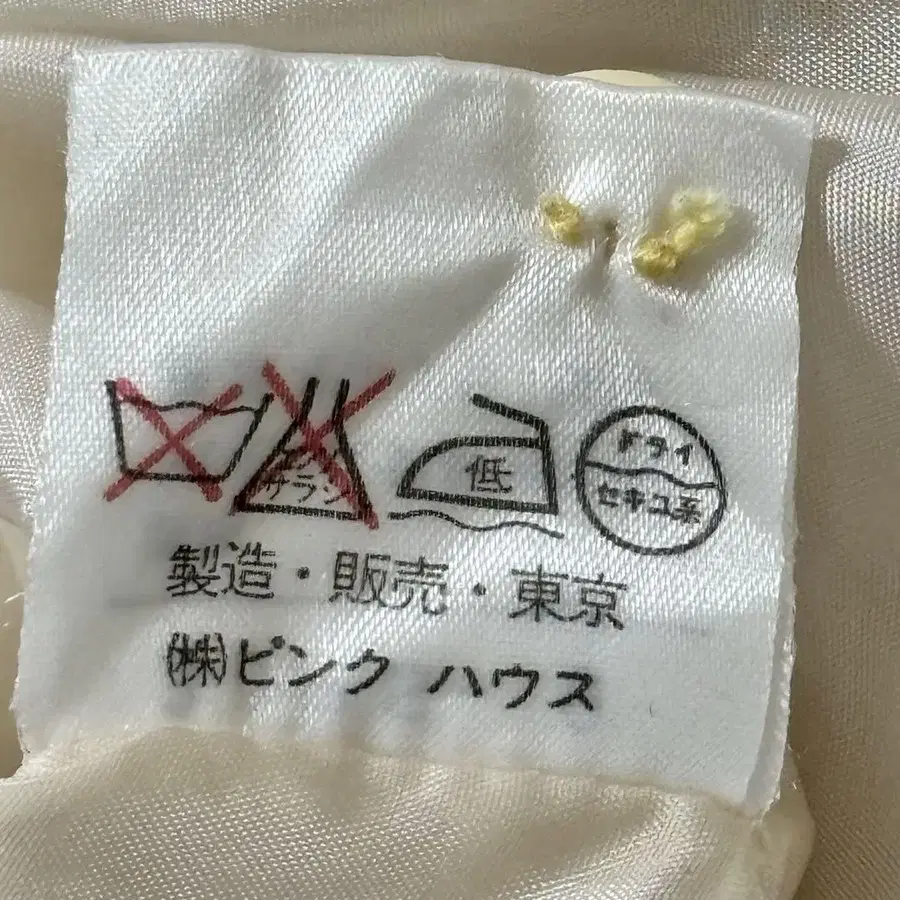 エンソ
サラシ
低
ドライ
セキユ系
製造・販売・東京
㈱ピンク ハウス